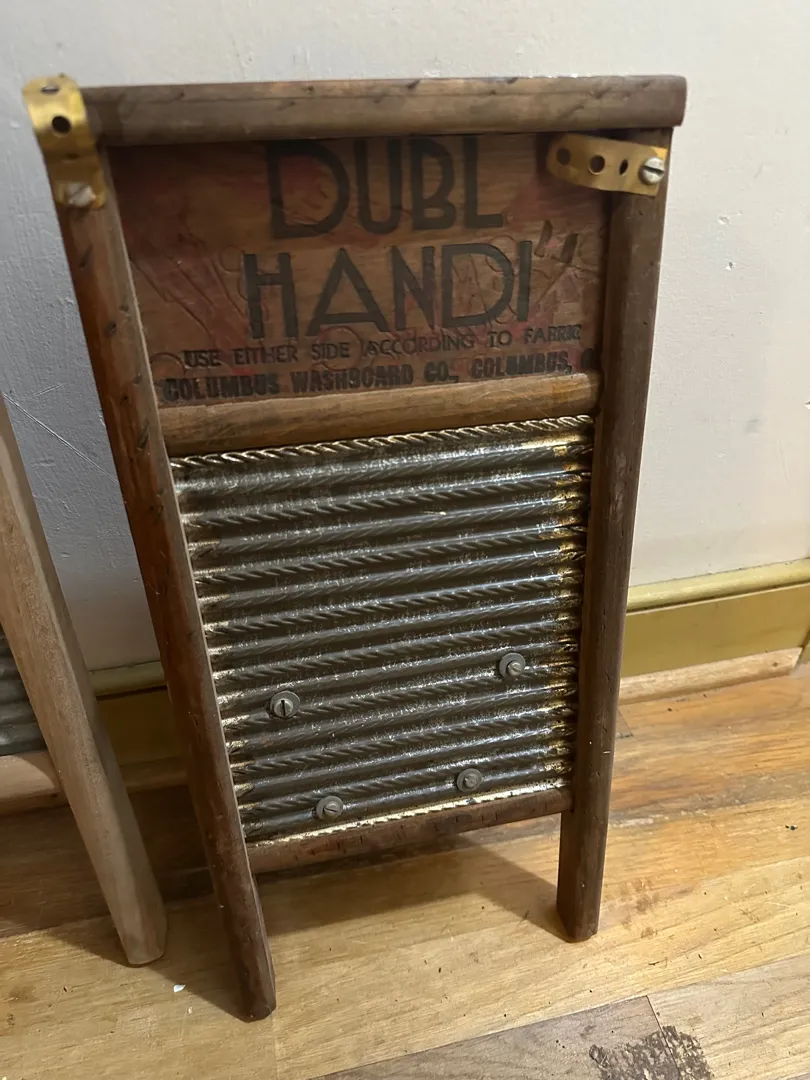 DUBL
HANDI
USE EITHER SIDE ACCORDING TO FABRIC
COLUMBUS WASHBOARD CO., COLUMBUS, O